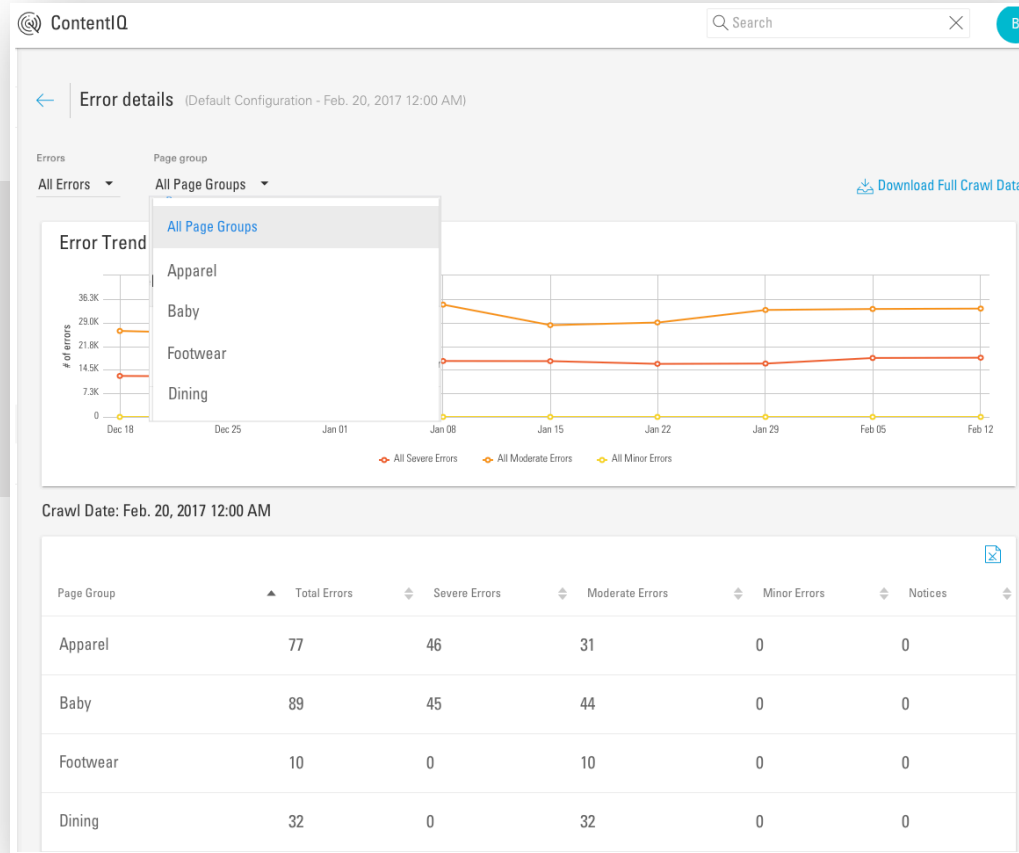 ContentIQ
Search
B
Error details (Default Configuration - Feb. 20, 2017 12:00 AM)
Errors Page group
All Errors All Page Groups
Download Full Crawl Data
All Page Groups
Apparel
Baby
Footwear
Dining
Error Trend
# of errors
36.3K
29.0K
21.8K
14.5K
7.3K
0
Dec 18 Dec 25 Jan 01 Jan 08 Jan 15 Jan 22 Jan 29 Feb 05 Feb 12
All Severe Errors All Moderate Errors All Minor Errors
Crawl Date: Feb. 20, 2017 12:00 AM
Page Group Total Errors Severe Errors Moderate Errors Minor Errors Notices
Apparel 77 46 31 0 0
Baby 89 45 44 0 0
Footwear 10 0 10 0 0
Dining 32 0 32 0 0